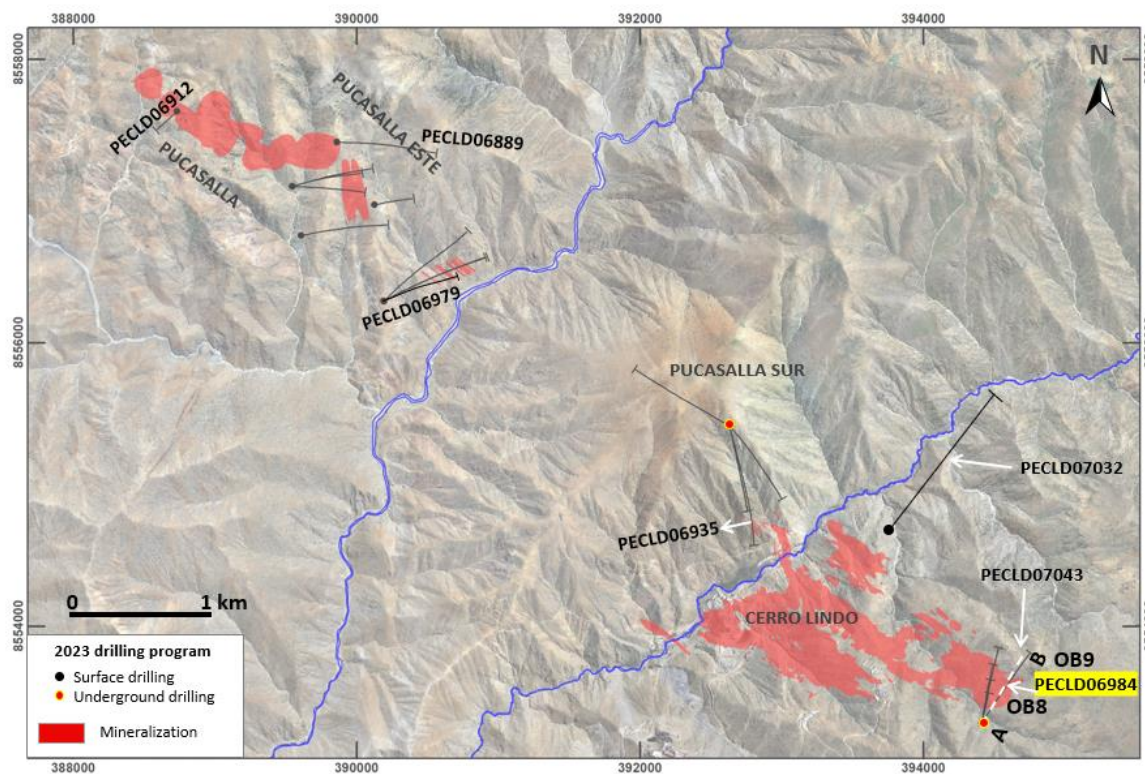 388000
390000
392000
394000
8558000
N
PECLD06912
PUCASALLA ESTE
PECLD06889
PUCASALLA
PECLD06979
8556000
PUCASALLA SUR
PECLD07032
PECLD06935
PECLD07043
0 1 km
CERRO LINDO
8554000
B OB9
PECLD06984
OB8
A
2023 drilling program
Surface drilling
Underground drilling
Mineralization
388000
390000
392000
394000